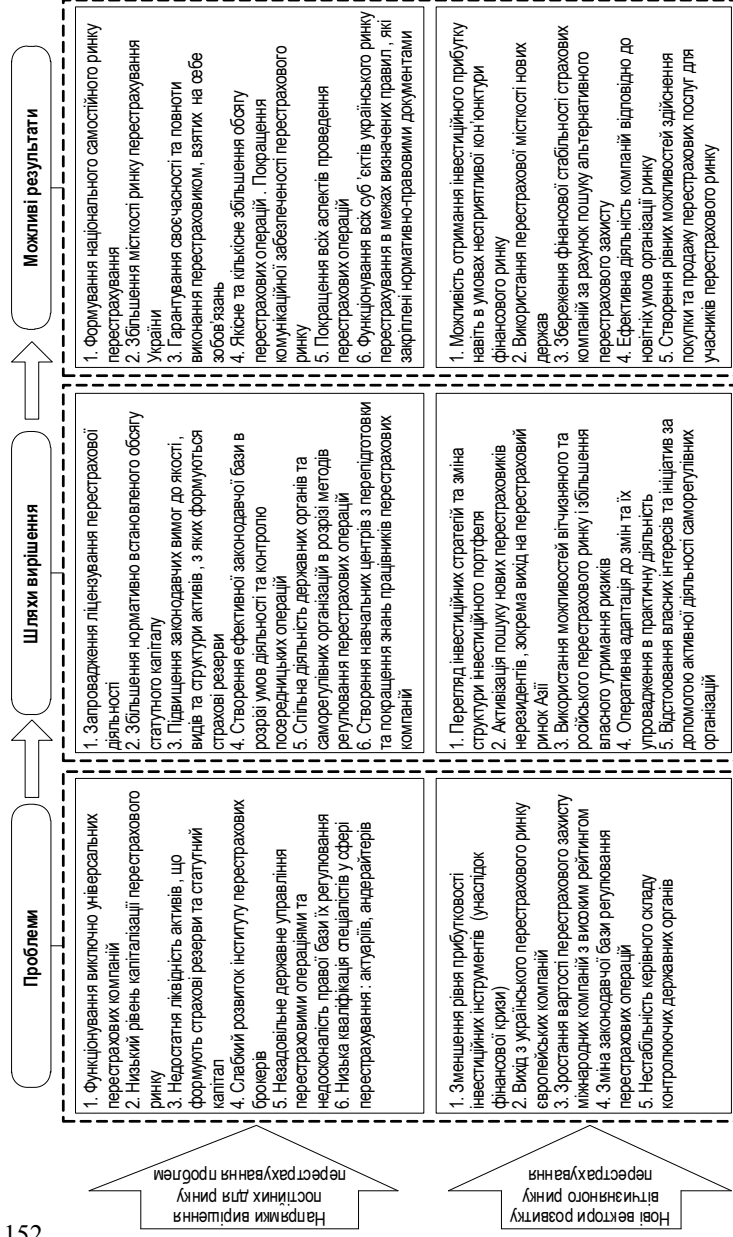 152
Проблеми
Шляхи вирішення
Можливі результати
Напрямки вирішення
постійних для ринку
перестрахування проблем
1. Функціонування виключно універсальних
перестрахових компаній
2. Низький рівень капіталізації перестрахового
ринку
3. Недостатня ліквідність активів , що
формують страхові резерви та статутний
капітал
4. Слабкий розвиток інституту перестрахових
брокерів
5. Незадовільне державне управління
перестраховими операціями та
недосконалість правої бази їх регулювання
6. Низька кваліфікація спеціалістів у сфері
перестрахування : актуаріїв, андерайтерів
1. Запровадження ліцензування перестрахової
діяльності
2. Збільшення нормативно встановленого обсягу
статутного капіталу
3. Підвищення законодавчих вимог до якості ,
видів та структури активів , з яких формуються
страхові резерви
4. Створення ефективної законодавчої бази в
розрізі умов діяльності та контролю
посередницьких операцій
5. Спільна діяльність державних органів та
саморегулівних організацій в розрізі методів
регулювання перестрахових операцій
6. Створення навчальних центрів з перепідготовки
та покращення знань працівників перестрахових
компаній
1. Формування національного самостійного ринку
перестрахування
2. Збільшення місткості ринку перестрахування
України
3. Гарантування своєчасності та повноти
виконання перестраховиком, взятих на себе
зобов'язань
4. Якісне та кількісне збільшення обсягу
перестрахових операцій . Покращення
комунікаційної забезпеченості перестрахового
ринку
5. Покращення всіх аспектів проведення
перестрахових операцій
6. Функціонування всіх суб 'єктів українського ринку
перестрахування в межах визначених правил , які
закріплені нормативно-правовими документами
Нові вектори розвитку
вітчизняного ринку
перестрахування
1. Зменшення рівня прибутковості
інвестиційних інструментів (унаслідок
фінансової кризи)
2. Вихід з українського перестрахового ринку
європейських компаній
3. Зростання вартості перестрахового захисту
міжнародних компаній з високим рейтингом
4. Зміна законодавчої бази регулювання
перестрахових операцій
5. Нестабільність керівного складу
контролюючих державних органів
1. Перегляд інвестиційних стратегій та зміна
структури інвестиційного портфеля
2. Активізація пошуку нових перестраховиків
нерезидентів , зокрема вихід на перестраховий
ринок Азії
3. Використання можливостей вітчизняного та
російського перестрахового ринку і збільшення
власного утримання ризиків
4. Оперативна адаптація до змін та їх
упровадження в практичну діяльність
5. Відстоювання власних інтересів та ініціатив за
допомогою активної діяльності саморегулівних
організацій
1. Можливість отримання інвестиційного прибутку
навіть в умовах несприятливої кон'юнктури
фінансового ринку
2. Використання перестрахової місткості нових
держав
3. Збереження фінансової стабільності страхових
компаній за рахунок пошуку альтернативного
перестрахового захисту
4. Ефективна діяльність компаній відповідно до
новітніх умов організації ринку
5. Створення рівних можливостей здійснення
покупки та продажу перестрахових послуг для
учасників перестрахового ринку